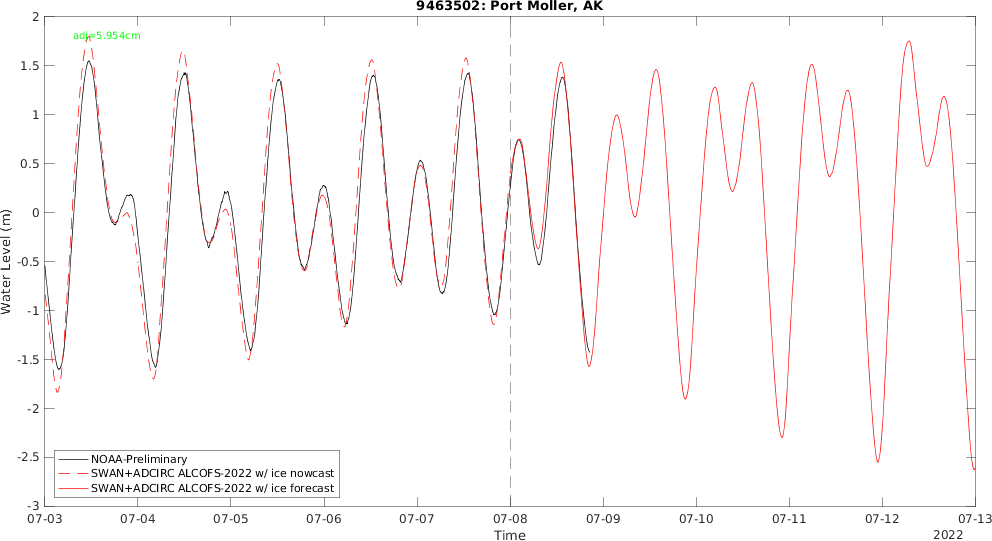 9463502: Port Moller, AK
adj=5.954cm
2
1.5
1
0.5
0
-0.5
-1
-1.5
-2
-2.5
-3
Water Level (m)
NOAA-Preliminary
SWAN+ADCIRC ALCOFS-2022 w/ ice nowcast
SWAN+ADCIRC ALCOFS-2022 w/ ice forecast
07-03 07-04 07-05 07-06 07-07 07-08 07-09 07-10 07-11 07-12 07-13
Time
2022